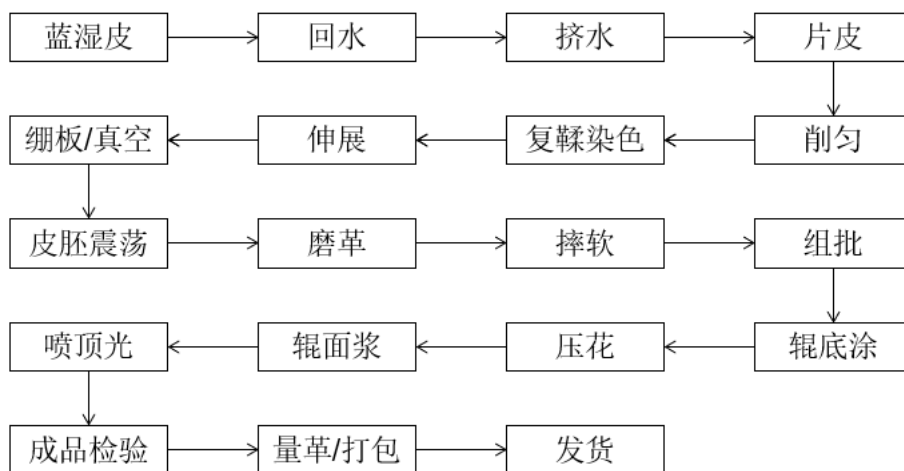 蓝湿皮
回水
挤水
片皮
削匀
复鞣染色
伸展
绷板/真空
皮胚震荡
磨革
摔软
组批
辊底涂
压花
辊面浆
喷顶光
成品检验
量革/打包
发货